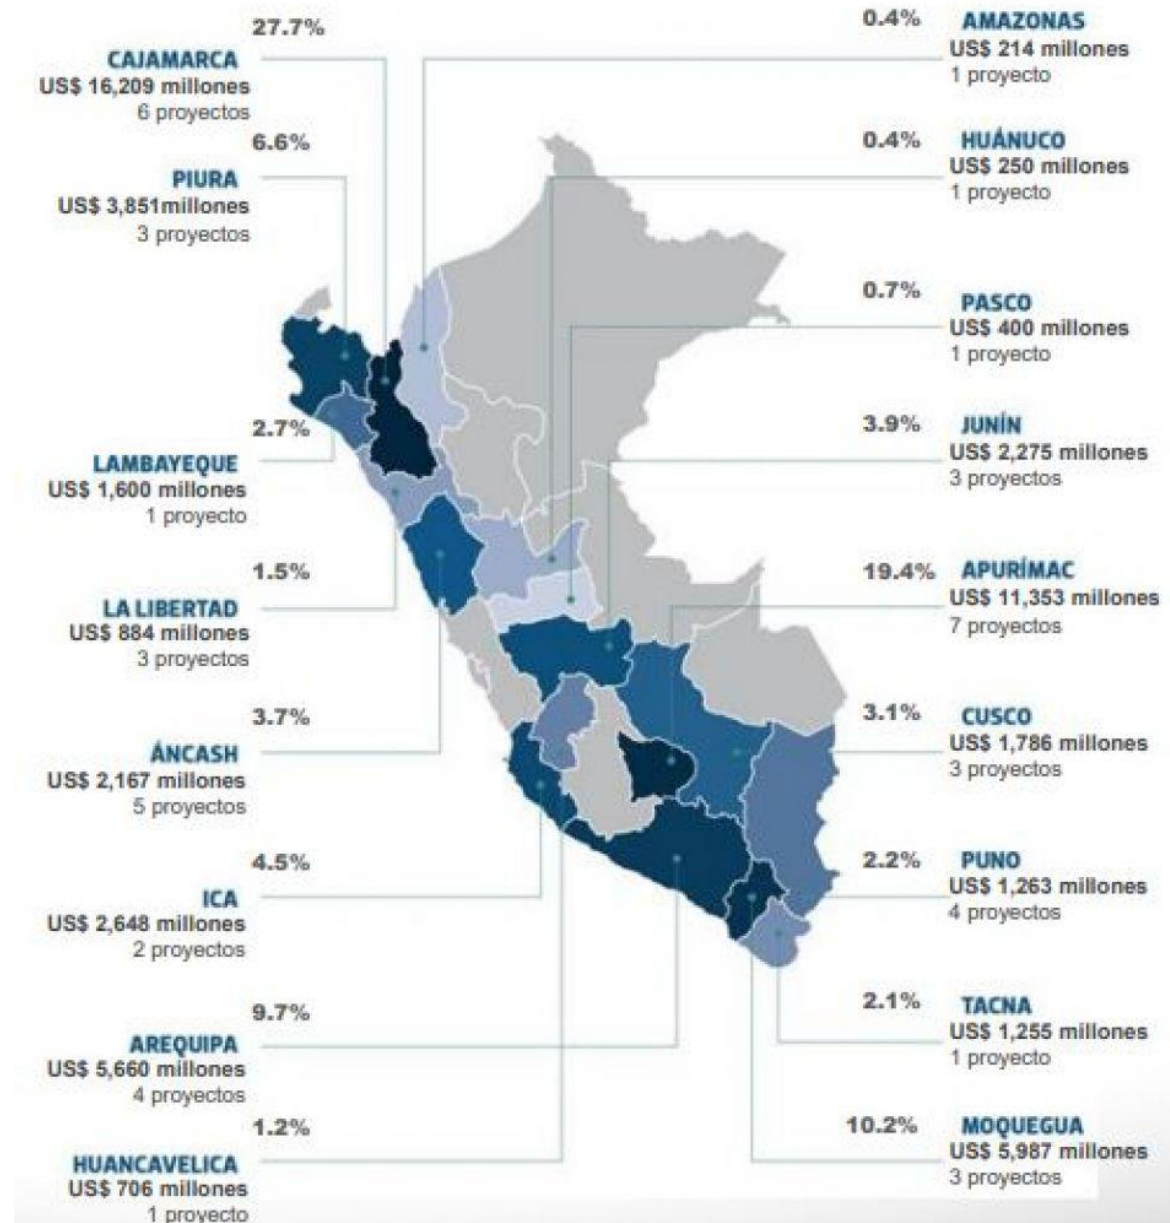 27.7%
CAJAMARCA
US$ 16,209 millones
6 proyectos
6.6%
PIURA
US$ 3,851millones
3 proyectos
2.7%
LAMBAYEQUE
US$ 1,600 millones
1 proyecto
1.5%
LA LIBERTAD
US$ 884 millones
3 proyectos
3.7%
ÁNCASH
US$ 2,167 millones
5 proyectos
4.5%
ICA
US$ 2,648 millones
2 proyectos
9.7%
AREQUIPA
US$ 5,660 millones
4 proyectos
1.2%
HUANCAVELICA
US$ 706 millones
1 proyecto
0.4%
AMAZONAS
US$ 214 millones
1 proyecto
0.4%
HUÁNUCO
US$ 250 millones
1 proyecto
0.7%
PASCO
US$ 400 millones
1 proyecto
3.9%
JUNÍN
US$ 2,275 millones
3 proyectos
19.4%
APURÍMAC
US$ 11,353 millones
7 proyectos
3.1%
CUSCO
US$ 1,786 millones
3 proyectos
2.2%
PUNO
US$ 1,263 millones
4 proyectos
2.1%
TACNA
US$ 1,255 millones
1 proyecto
10.2%
MOQUEGUA
US$ 5,987 millones
3 proyectos